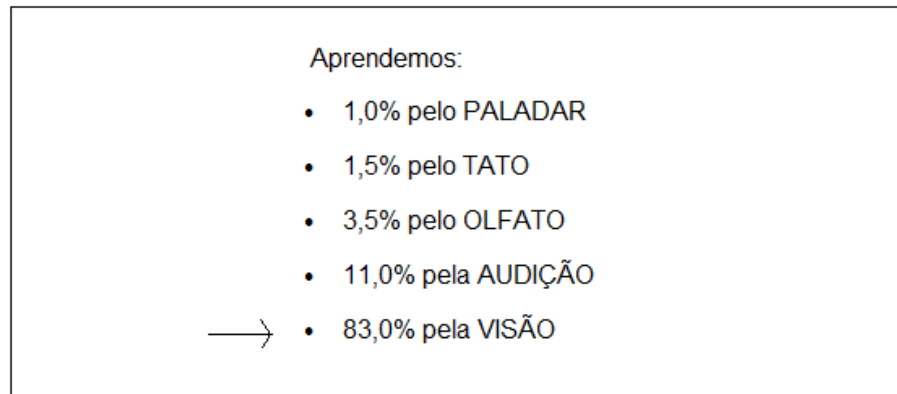 Aprendemos:
• 1,0% pelo PALADAR
• 1,5% pelo TATO
• 3,5% pelo OLFATO
• 11,0% pela AUDIÇÃO
• 83,0% pela VISÃO